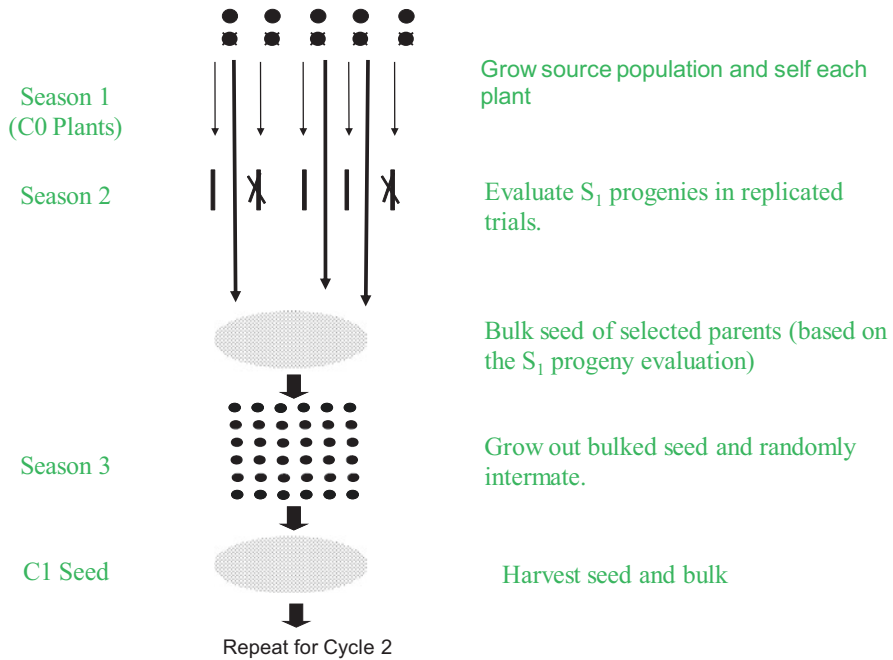 Grow source population and self each
plant
Season 1
(C0 Plants)
Season 2
Evaluate S₁ progenies in replicated
trials.
Bulk seed of selected parents (based on
the S₁ progeny evaluation)
Season 3
Grow out bulked seed and randomly
intermate.
C1 Seed
Harvest seed and bulk
Repeat for Cycle 2